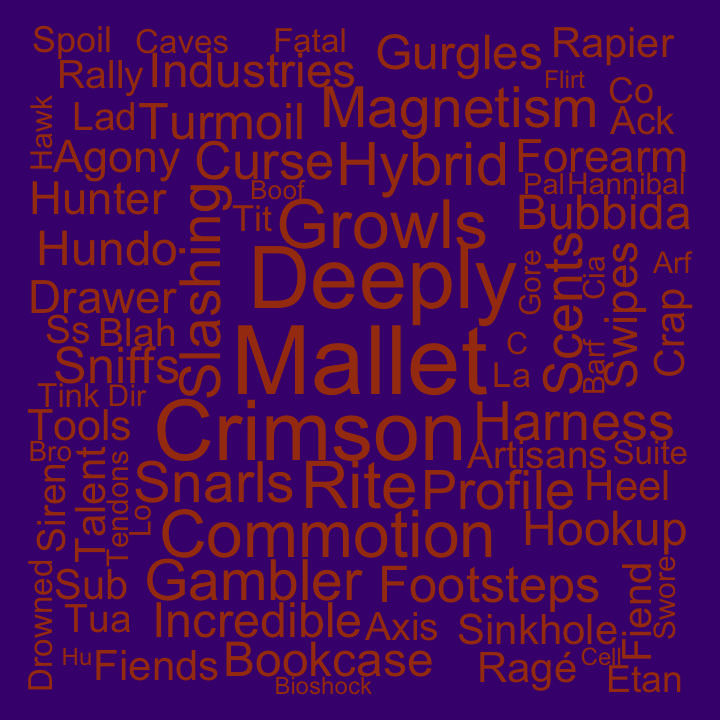 Spoil Caves Fatal Gurgles Rapier
Rally Industries Flirt Co
Hawk Lad Turmoil Magnetism Ack
Agony Curse Hybrid Forearm
Hunter Boof Pal Hannibal
Slashing Tit Growls Bubbida
Hundo Deeply Gore Scents Cia Swipes Arf
Drawer Crap
Ss Blah Mallet C
Sniffs La Barf
Tink Dir
Tools Crimson Harness
Bro Artisans Suite
Siren Talent Tendons Snarls Rite Profile Heel
Lo Commotion Hookup
Drowned Sub Gambler Footsteps Fiend Swore
Tua Incredible Axis Sinkhole
Hu Fiends Bookcase Ragé Cell
Bioshock Etan